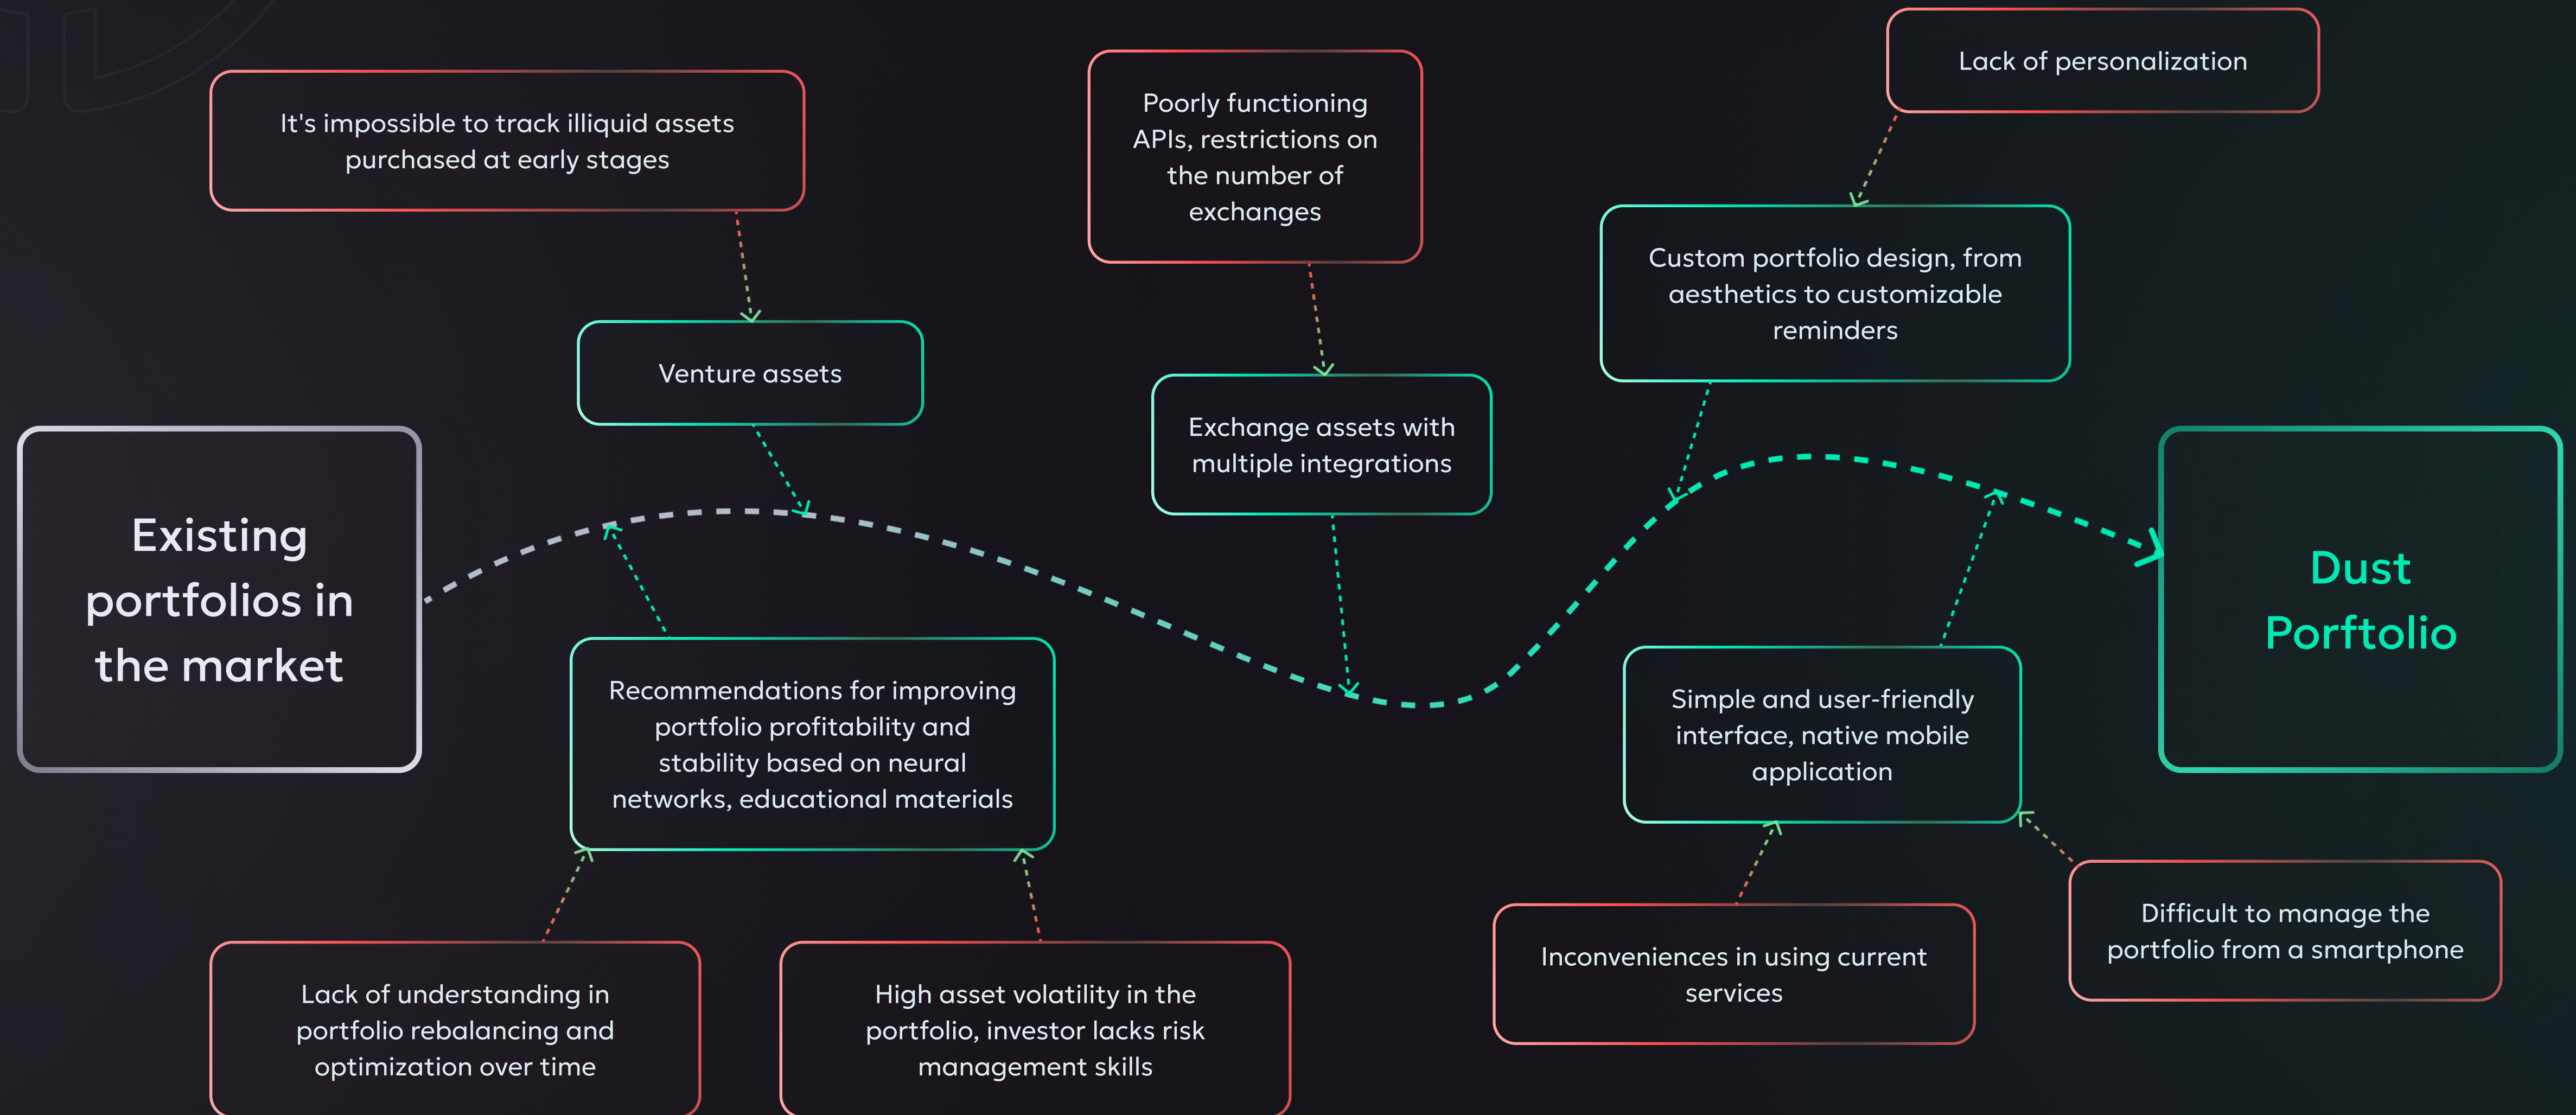 Lack of personalization
It's impossible to track illiquid assets
purchased at early stages
Poorly functioning
APIs, restrictions on
the number of
exchanges
Custom portfolio design, from
aesthetics to customizable
reminders
Venture assets
Exchange assets with
multiple integrations
Existing
portfolios in
the market
Dust
Porftolio
Recommendations for improving
portfolio profitability and
stability based on neural
networks, educational materials
Simple and user-friendly
interface, native mobile
application
Difficult to manage the
portfolio from a smartphone
Inconveniences in using current
services
Lack of understanding in
portfolio rebalancing and
optimization over time
High asset volatility in the
portfolio, investor lacks risk
management skills